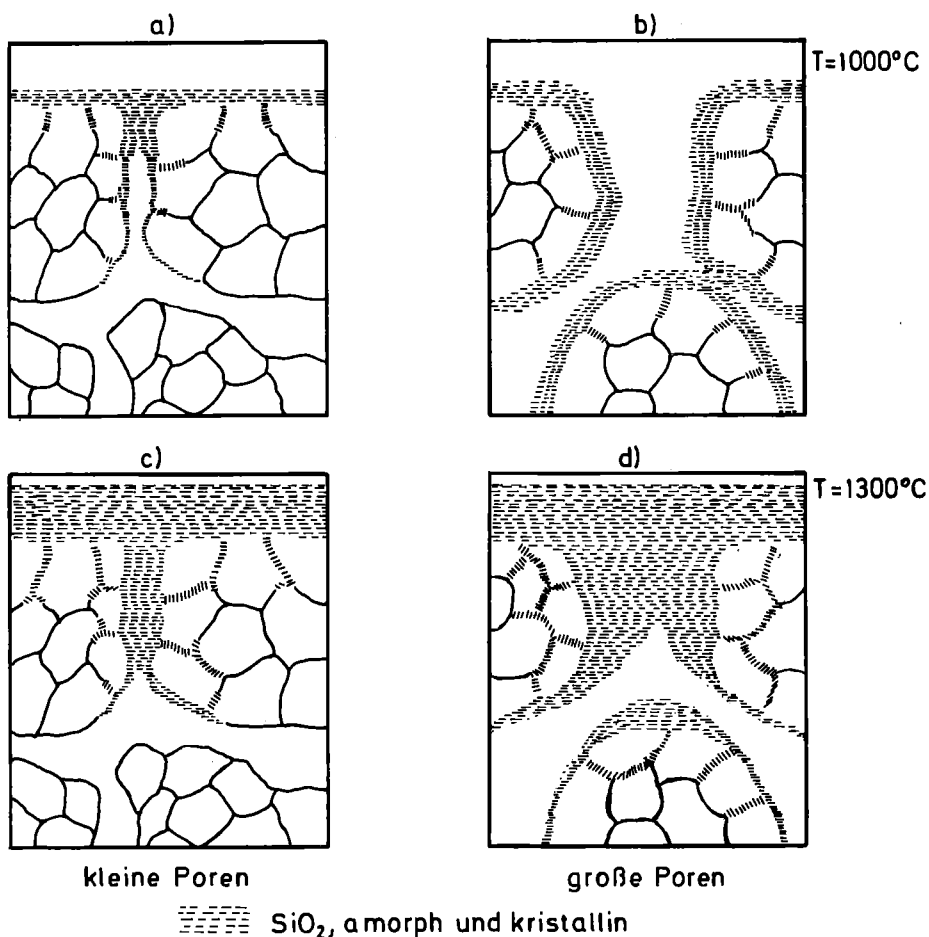 a)
b)
T=1000°C
c)
d)
T=1300°C
kleine Poren
große Poren
SiO₂, amorph und kristallin